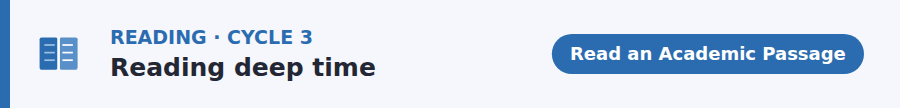 READING · CYCLE 3
Reading deep time
Read an Academic Passage